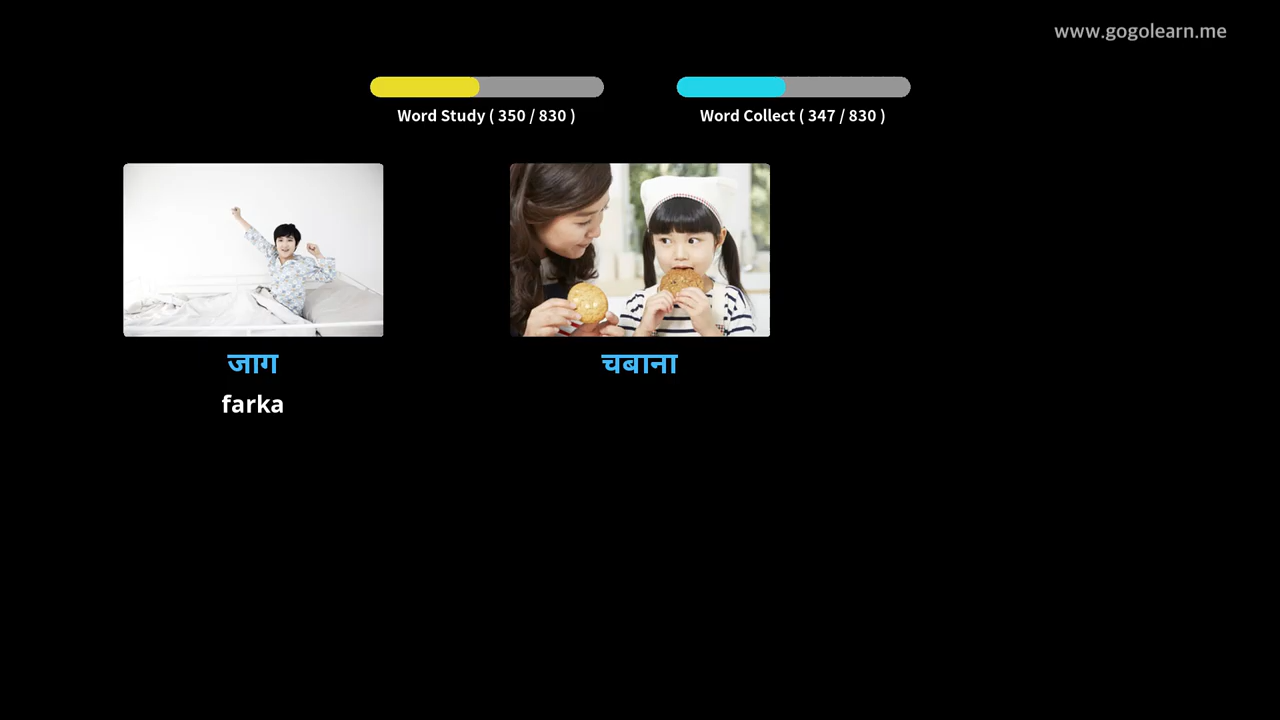 www.gogolearn.me
Word Study ( 350 / 830 )
Word Collect ( 347 / 830 )
जाग
चबाना
farka